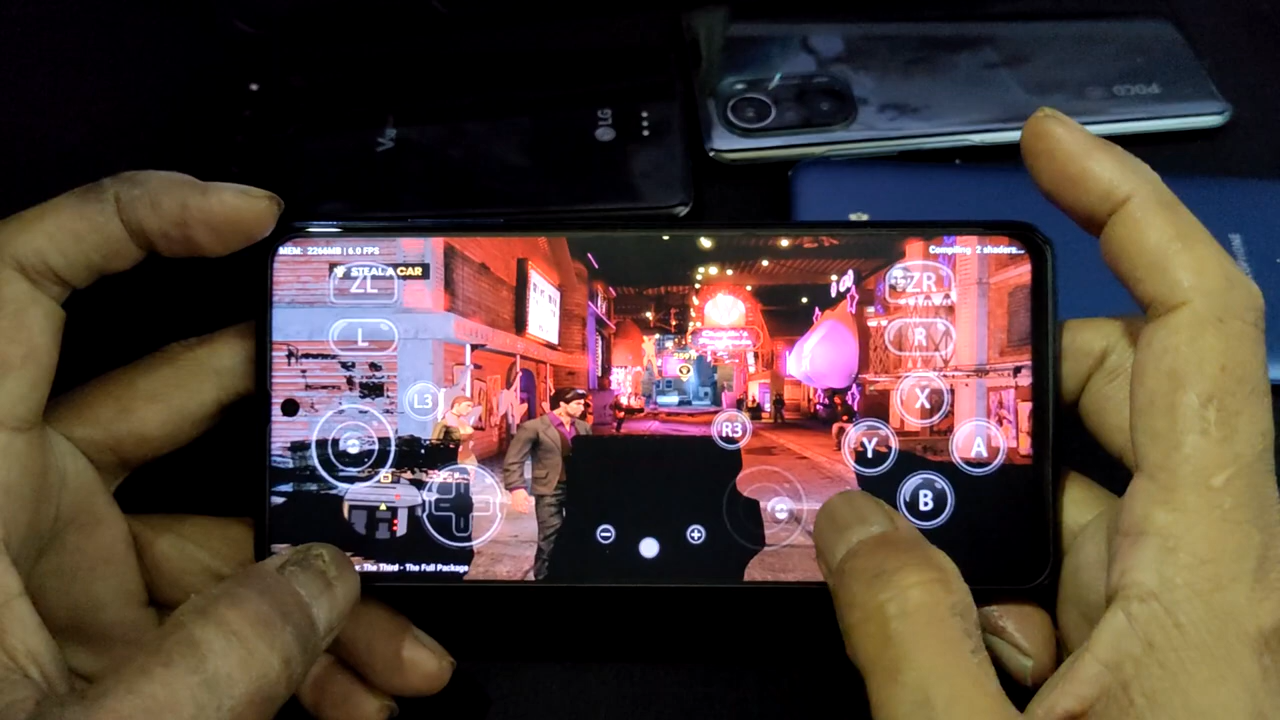 LG
POCO
MEM: 2266MB | 6.0 FPS
Compiling 2 shaders...
STEAL A CAR
ZL
ZR
L
R
259ft
L3
X
R3
Y
A
B
: The Third - The Full Package